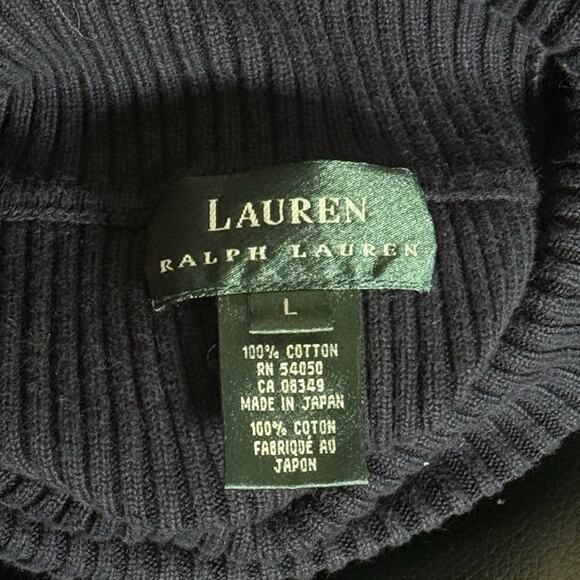 LAUREN
RALPH LAUREN
L
100% COTTON
RN 54050
CA 08349
MADE IN JAPAN
100% COTON
FABRIQUÉ AU
JAPON